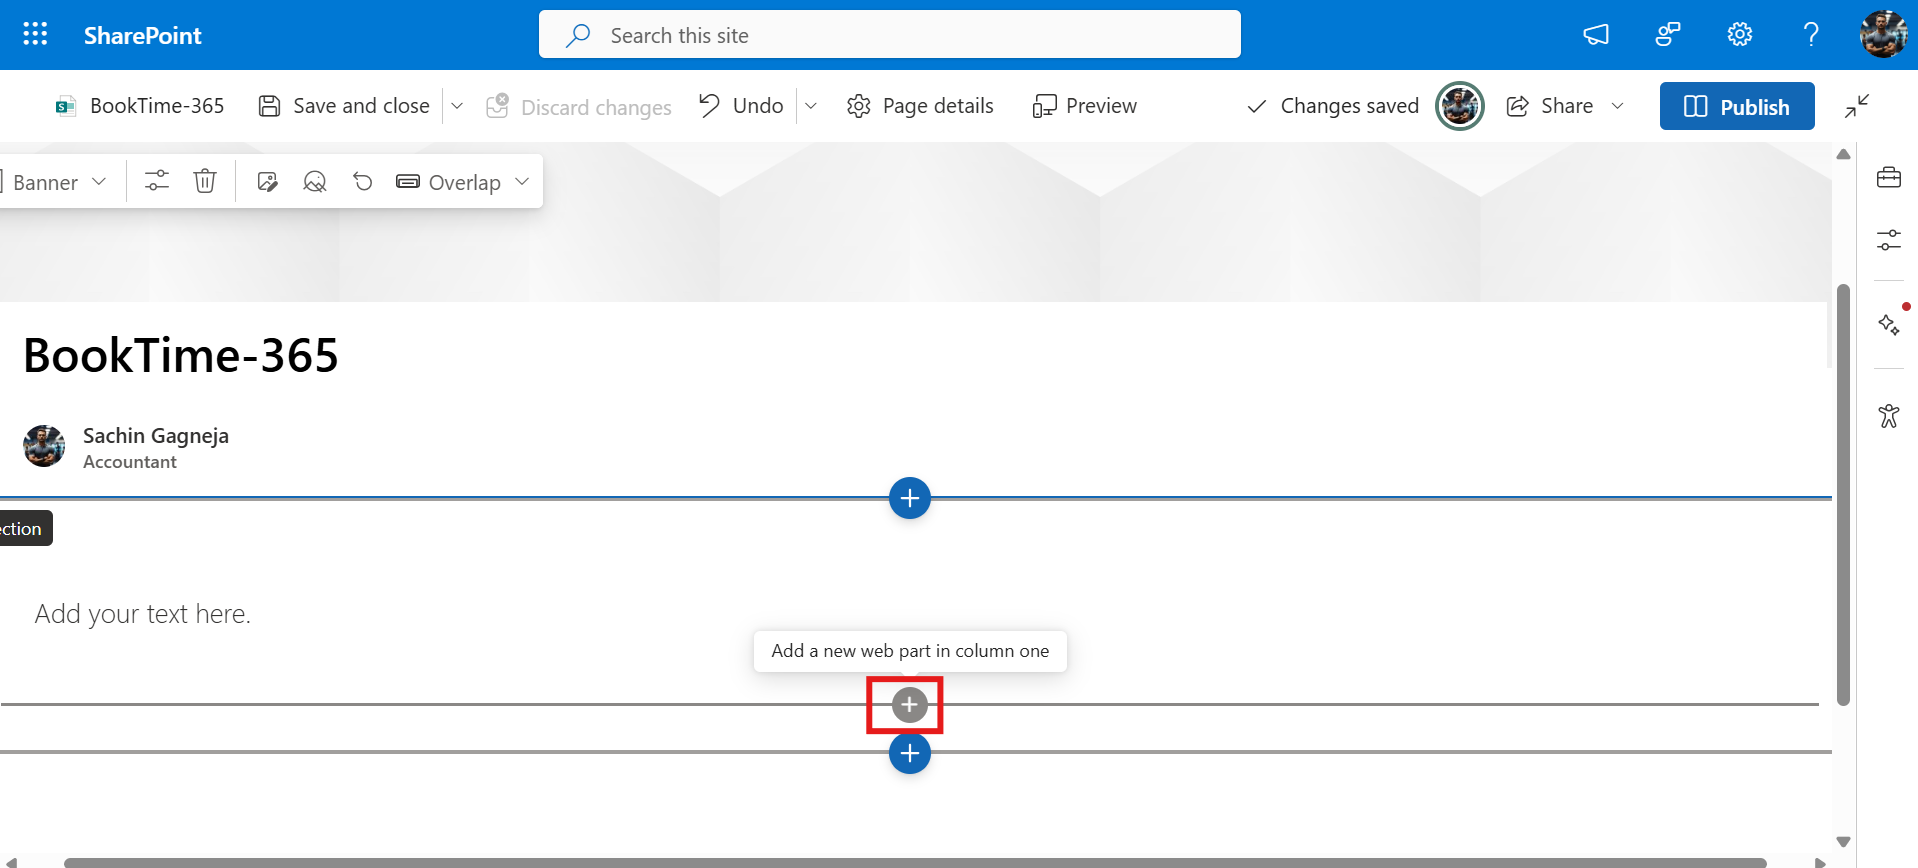 SharePoint
Search this site
BookTime-365
Save and close
Discard changes
Undo
Page details
Preview
Changes saved
Share
Publish
Banner
Overlap
BookTime-365
Sachin Gagneja
Accountant
ection
Add your text here.
Add a new web part in column one